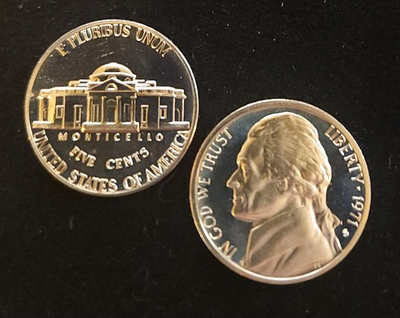 E PLURIBUS UNUM
MONTICELLO
FIVE CENTS
UNITED STATES OF AMERICA
IN GOD WE TRUST
LIBERTY · 1971
S